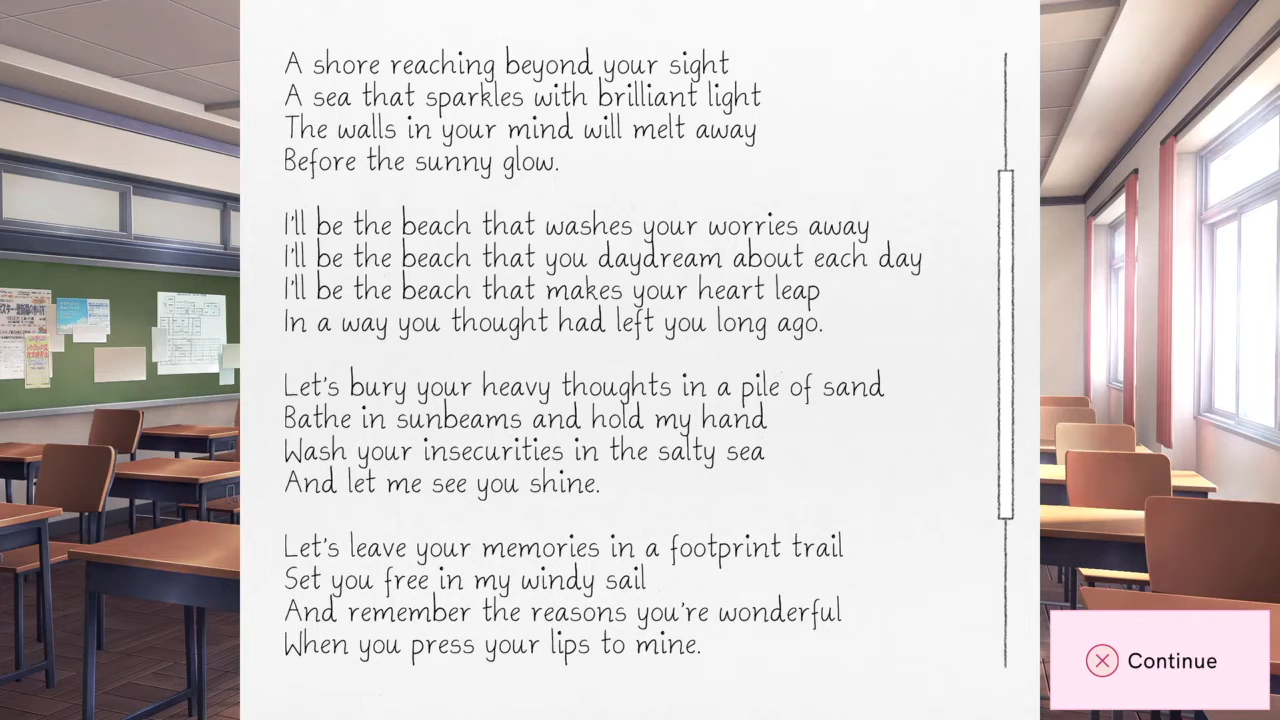 A shore reaching beyond your sight
A sea that sparkles with brilliant light
The walls in your mind will melt away
Before the sunny glow.
I'll be the beach that washes your worries away
I'll be the beach that you daydream about each day
I'll be the beach that makes your heart leap
In a way you thought had left you long ago.
Let's bury your heavy thoughts in a pile of sand
Bathe in sunbeams and hold my hand
Wash your insecurities in the salty sea
And let me see you shine.
Let's leave your memories in a footprint trail
Set you free in my windy sail
And remember the reasons you're wonderful
When you press your lips to mine.
Continue